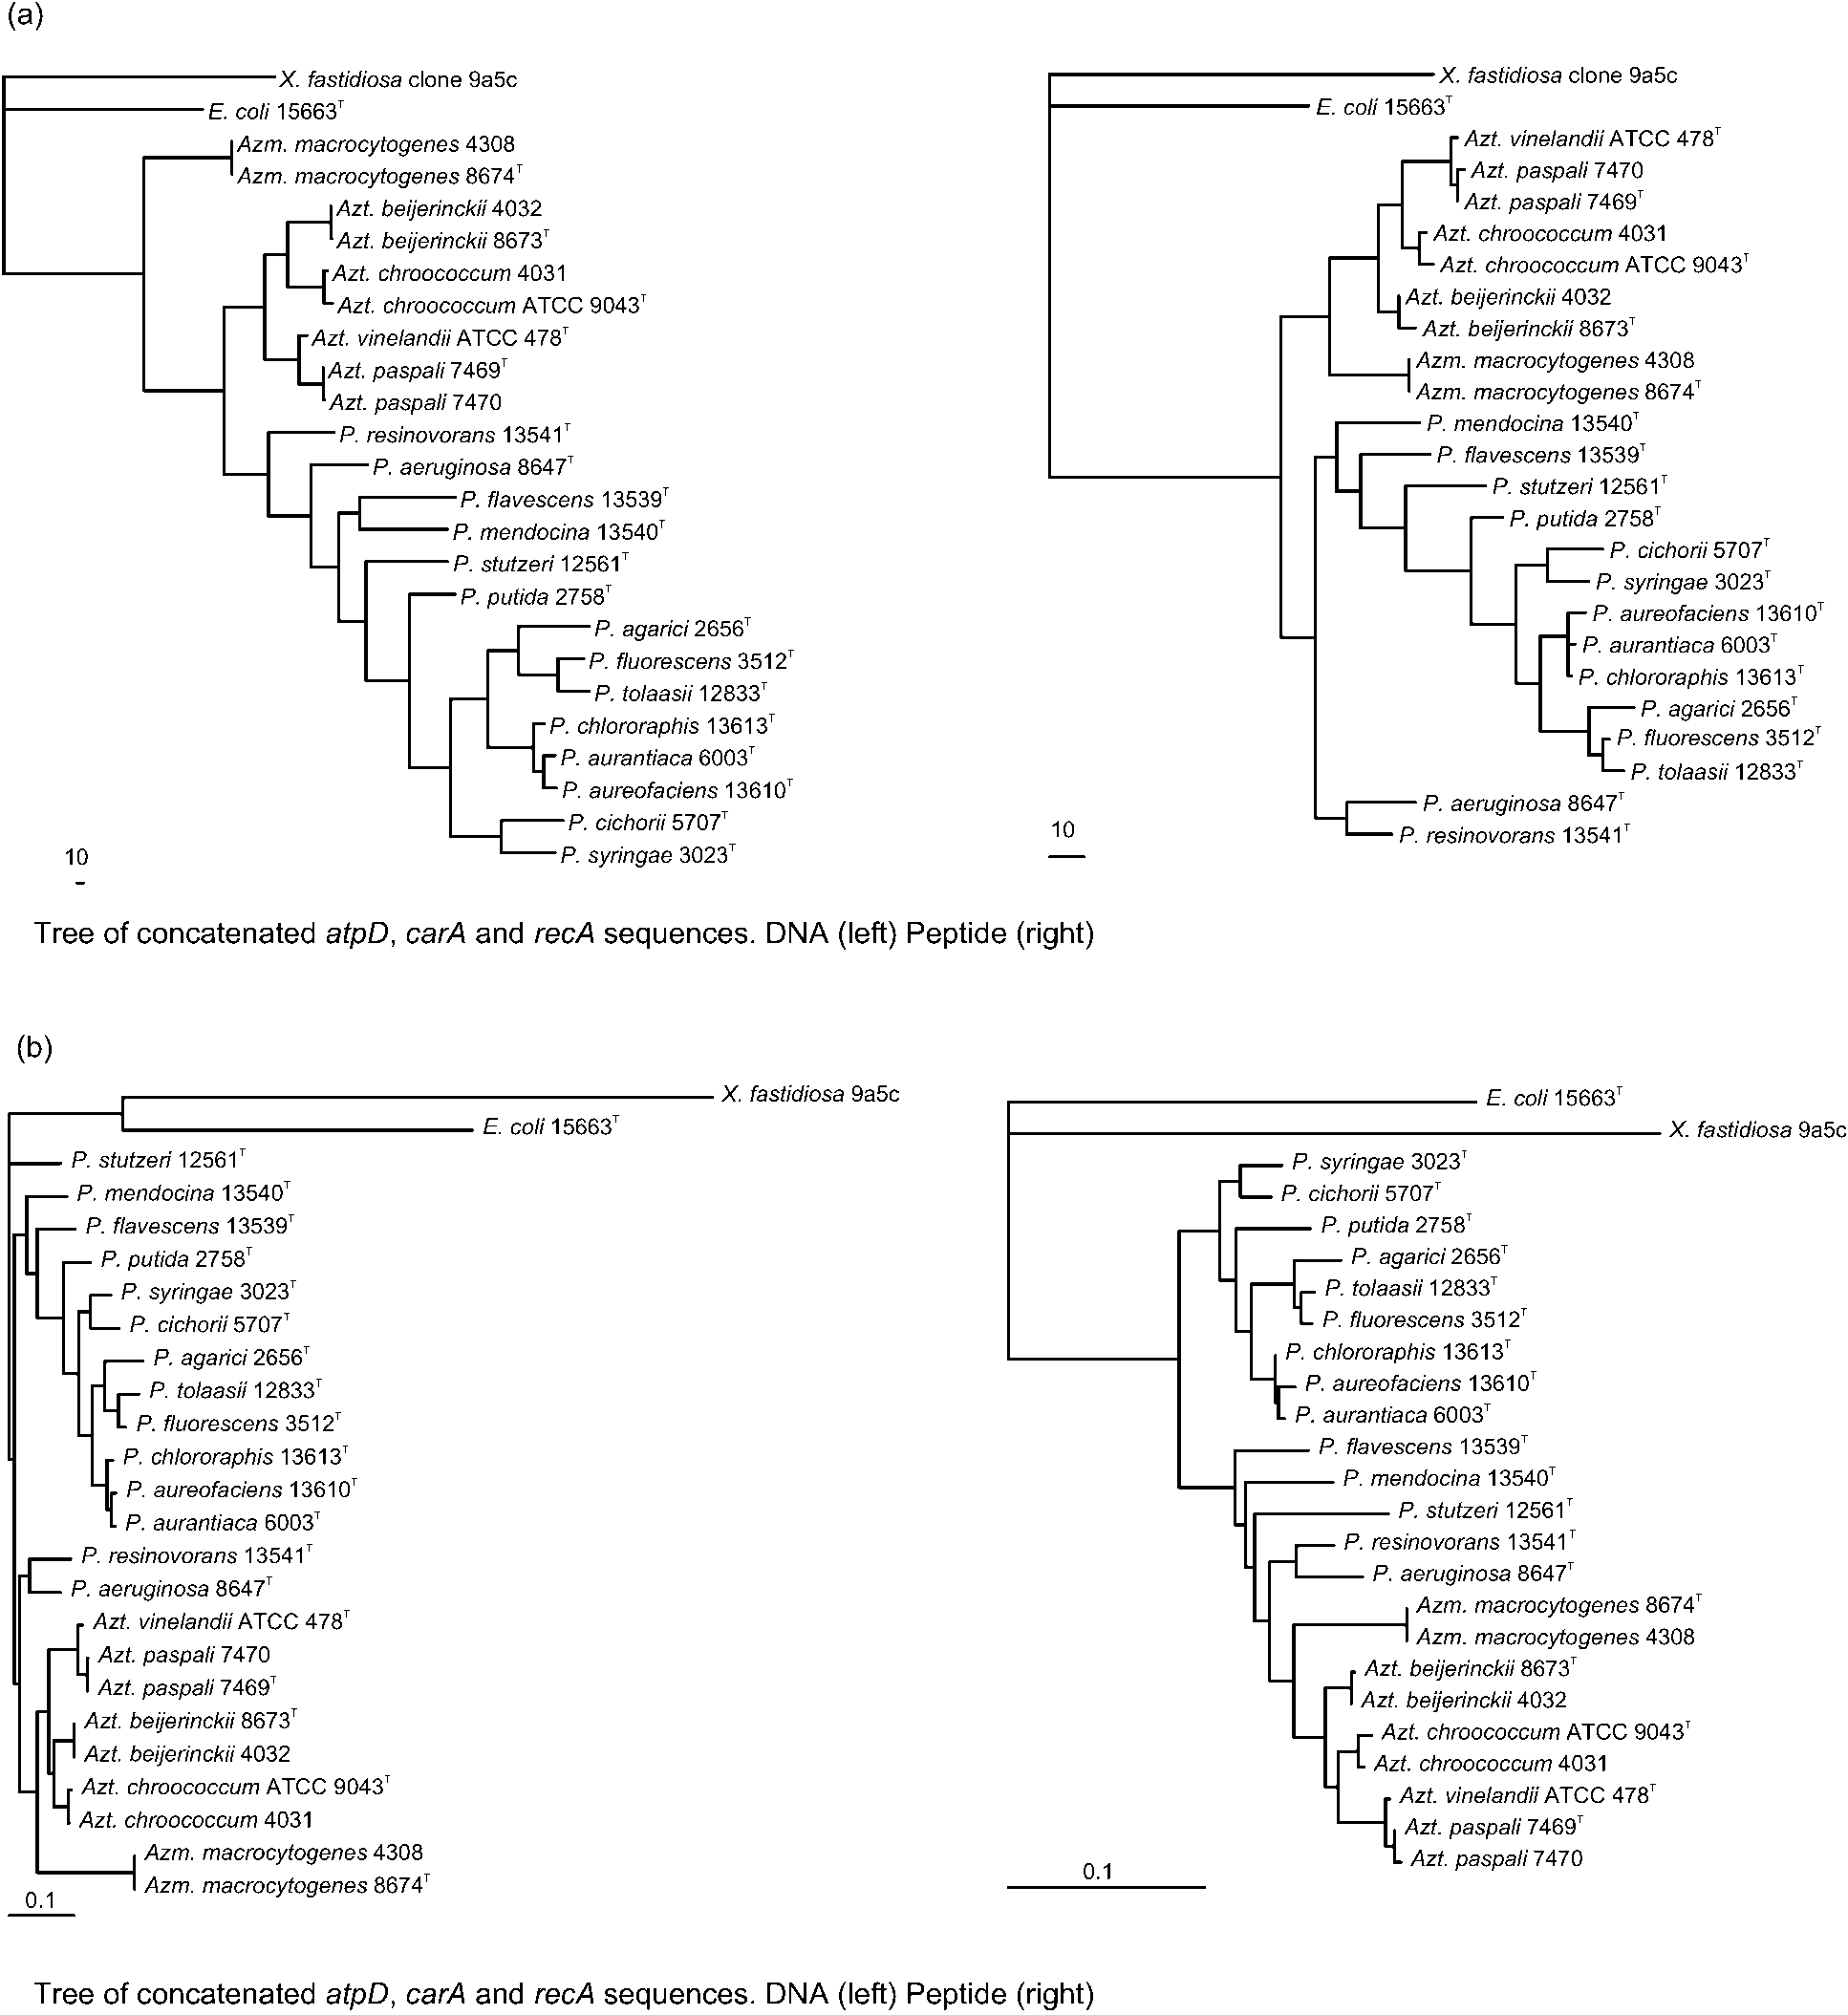 (a)
X. fastidiosa clone 9a5c
E. coli 15663T
Azm. macrocytogenes 4308
Azm. macrocytogenes 8674T
Azt. beijerinckii 4032
Azt. beijerinckii 8673T
Azt. chroococcum 4031
Azt. chroococcum ATCC 9043T
Azt. vinelandii ATCC 478T
Azt. paspali 7469T
Azt. paspali 7470
P. resinovorans 13541T
P. aeruginosa 8647T
P. flavescens 13539T
P. mendocina 13540T
P. stutzeri 12561T
P. putida 2758T
P. agarici 2656T
P. fluorescens 3512T
P. tolaasii 12833T
P. chlororaphis 13613T
P. aurantiaca 6003T
P. aureofaciens 13610T
P. cichorii 5707T
P. syringae 3023T
10
X. fastidiosa clone 9a5c
E. coli 15663T
Azt. vinelandii ATCC 478T
Azt. paspali 7470
Azt. paspali 7469T
Azt. chroococcum 4031
Azt. chroococcum ATCC 9043T
Azt. beijerinckii 4032
Azt. beijerinckii 8673T
Azm. macrocytogenes 4308
Azm. macrocytogenes 8674T
P. mendocina 13540T
P. flavescens 13539T
P. stutzeri 12561T
P. putida 2758T
P. cichorii 5707T
P. syringae 3023T
P. aureofaciens 13610T
P. aurantiaca 6003T
P. chlororaphis 13613T
P. agarici 2656T
P. fluorescens 3512T
P. tolaasii 12833T
P. aeruginosa 8647T
P. resinovorans 13541T
10
Tree of concatenated atpD, carA and recA sequences. DNA (left) Peptide (right)
(b)
X. fastidiosa 9a5c
E. coli 15663T
P. stutzeri 12561T
P. mendocina 13540T
P. flavescens 13539T
P. putida 2758T
P. syringae 3023T
P. cichorii 5707T
P. agarici 2656T
P. tolaasii 12833T
P. fluorescens 3512T
P. chlororaphis 13613T
P. aureofaciens 13610T
P. aurantiaca 6003T
P. resinovorans 13541T
P. aeruginosa 8647T
Azt. vinelandii ATCC 478T
Azt. paspali 7470
Azt. paspali 7469T
Azt. beijerinckii 8673T
Azt. beijerinckii 4032
Azt. chroococcum ATCC 9043T
Azt. chroococcum 4031
Azm. macrocytogenes 4308
Azm. macrocytogenes 8674T
0.1
E. coli 15663T
X. fastidiosa 9a5c
P. syringae 3023T
P. cichorii 5707T
P. putida 2758T
P. agarici 2656T
P. tolaasii 12833T
P. fluorescens 3512T
P. chlororaphis 13613T
P. aureofaciens 13610T
P. aurantiaca 6003T
P. flavescens 13539T
P. mendocina 13540T
P. stutzeri 12561T
P. resinovorans 13541T
P. aeruginosa 8647T
Azm. macrocytogenes 8674T
Azm. macrocytogenes 4308
Azt. beijerinckii 8673T
Azt. beijerinckii 4032
Azt. chroococcum ATCC 9043T
Azt. chroococcum 4031
Azt. vinelandii ATCC 478T
Azt. paspali 7469T
Azt. paspali 7470
0.1
Tree of concatenated atpD, carA and recA sequences. DNA (left) Peptide (right)